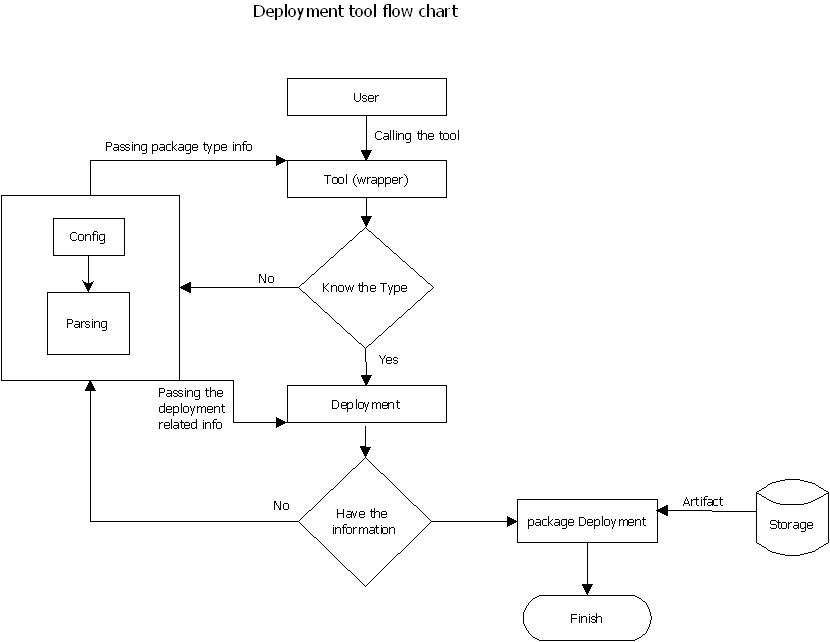 Deployment tool flow chart
User
Calling the tool
Passing package type info
Tool (wrapper)
Config
No
Know the Type
Parsing
Yes
Passing the
deployment
related info
Deployment
No
Have the
information
package Deployment
Artifact
Storage
Finish